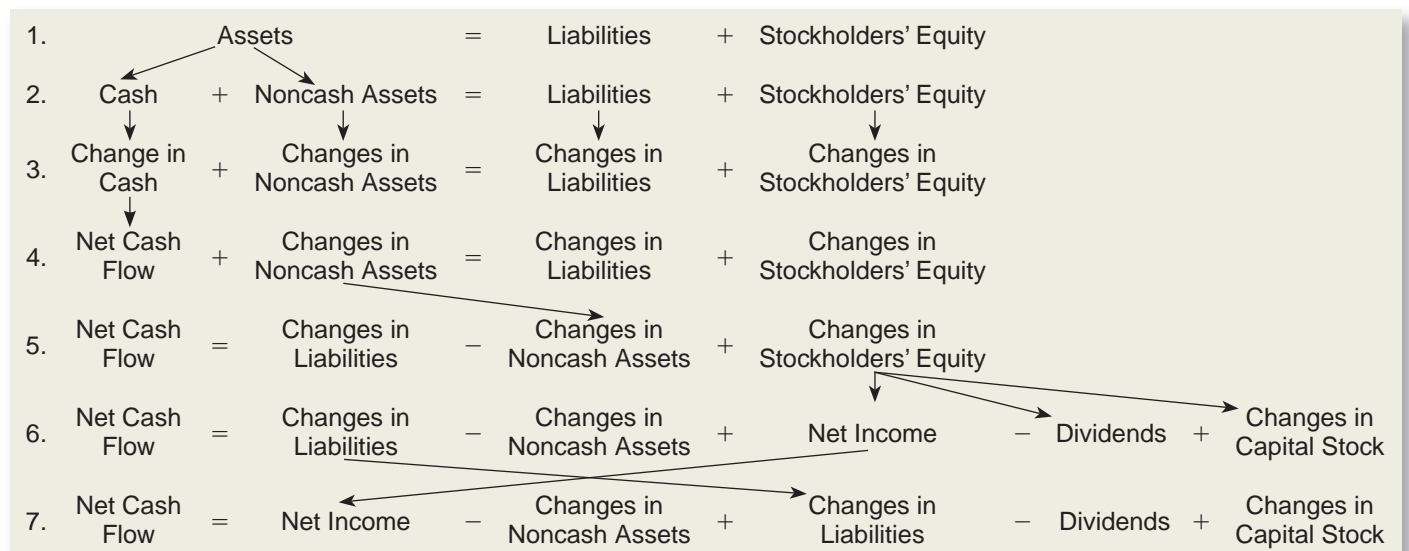 1. Assets = Liabilities + Stockholders’ Equity
2. Cash + Noncash Assets = Liabilities + Stockholders’ Equity
3. Change in Cash + Changes in Noncash Assets = Changes in Liabilities + Changes in Stockholders’ Equity
4. Net Cash Flow + Changes in Noncash Assets = Changes in Liabilities + Changes in Stockholders’ Equity
5. Net Cash Flow = Changes in Liabilities − Changes in Noncash Assets + Changes in Stockholders’ Equity
6. Net Cash Flow = Changes in Liabilities − Changes in Noncash Assets + Net Income − Dividends + Changes in Capital Stock
7. Net Cash Flow = Net Income − Changes in Noncash Assets + Changes in Liabilities − Dividends + Changes in Capital Stock